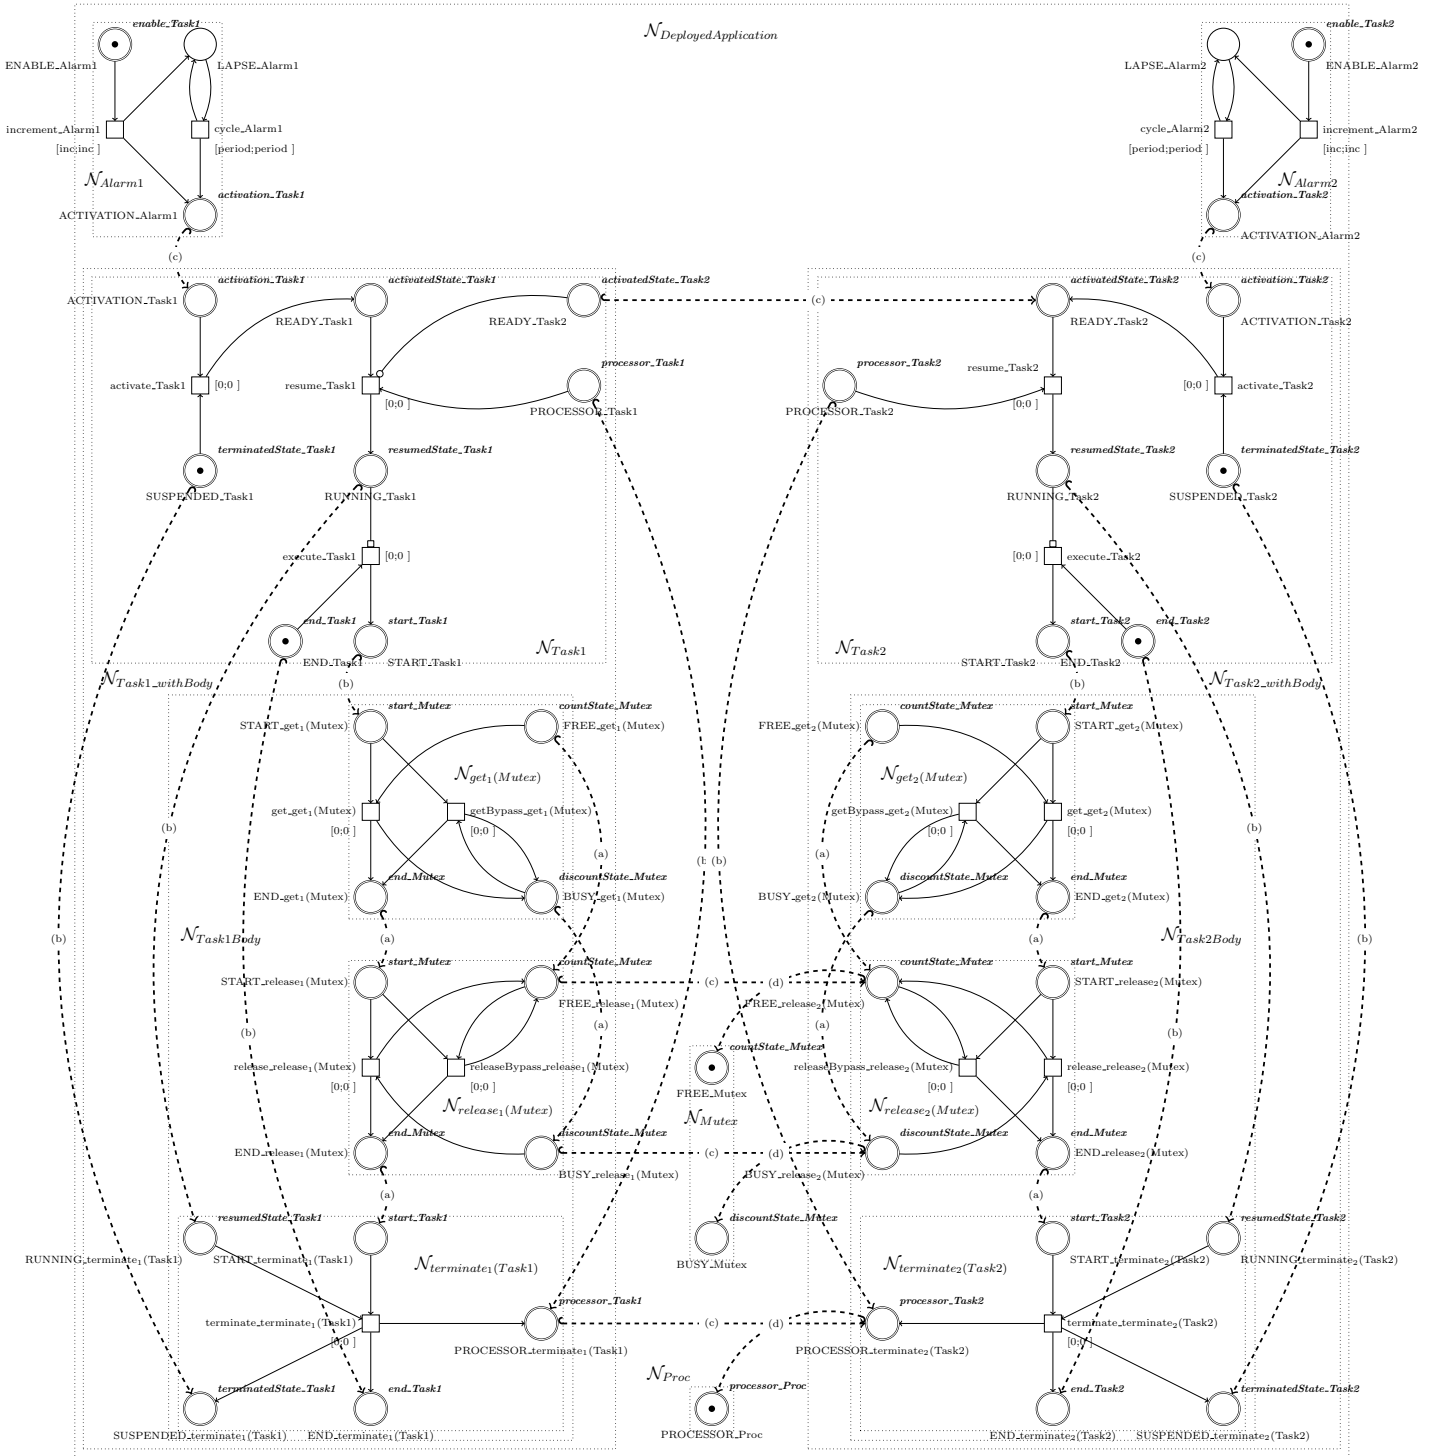 enable_Task1
enable_Task2
N_DeployedApplication
ENABLE_Alarm1
LAPSE_Alarm1
LAPSE_Alarm2
ENABLE_Alarm2
increment_Alarm1
cycle_Alarm1
cycle_Alarm2
increment_Alarm2
[inc;inc ]
[period;period ]
[period;period ]
[inc;inc ]
N_Alarm1
N_Alarm2
activation_Task1
activation_Task2
ACTIVATION_Alarm1
ACTIVATION_Alarm2
(c)
(c)
activation_Task1
activatedState_Task1
activatedState_Task2
activatedState_Task2
activation_Task2
ACTIVATION_Task1
(c)
READY_Task1
READY_Task2
READY_Task2
ACTIVATION_Task2
processor_Task1
processor_Task2
resume_Task2
activate_Task1
[0;0 ]
resume_Task1
[0;0 ]
activate_Task2
[0;0 ]
[0;0 ]
PROCESSOR_Task1
PROCESSOR_Task2
terminatedState_Task1
resumedState_Task1
resumedState_Task2
terminatedState_Task2
SUSPENDED_Task1
RUNNING_Task1
RUNNING_Task2
SUSPENDED_Task2
execute_Task1
[0;0 ]
[0;0 ]
execute_Task2
end_Task1
start_Task1
start_Task2
end_Task2
N_Task1
N_Task2
END_Task1
START_Task1
START_Task2
END_Task2
N_Task1_withBody
(b)
(b)
N_Task2_withBody
start_Mutex
countState_Mutex
countState_Mutex
start_Mutex
START_get₁(Mutex)
FREE_get₁(Mutex)
FREE_get₂(Mutex)
START_get₂(Mutex)
N_get₁(Mutex)
N_get₂(Mutex)
get_get₁(Mutex)
getBypass_get₁(Mutex)
getBypass_get₂(Mutex)
get_get₂(Mutex)
[0;0 ]
[0;0 ]
[0;0 ]
[0;0 ]
(b)
(b)
(a)
(b
(b)
(a)
end_Mutex
discountState_Mutex
discountState_Mutex
end_Mutex
END_get₁(Mutex)
BUSY_get₁(Mutex)
BUSY_get₂(Mutex)
END_get₂(Mutex)
(b)
N_Task1Body
(a)
(a)
N_Task2Body
(b)
start_Mutex
countState_Mutex
countState_Mutex
start_Mutex
START_release₁(Mutex)
(c)
(d)
START_release₂(Mutex)
FREE_release₁(Mutex)
FREE_release₂(Mutex)
(b)
(a)
(a)
(b)
countState_Mutex
release_release₁(Mutex)
releaseBypass_release₁(Mutex)
releaseBypass_release₂(Mutex)
release_release₂(Mutex)
[0;0 ]
[0;0 ]
[0;0 ]
[0;0 ]
FREE_Mutex
N_release₁(Mutex)
N_Mutex
N_release₂(Mutex)
end_Mutex
discountState_Mutex
discountState_Mutex
end_Mutex
END_release₁(Mutex)
(c)
(d)
END_release₂(Mutex)
BUSY_release₁(Mutex)
BUSY_release₂(Mutex)
(a)
(a)
resumedState_Task1
start_Task1
discountState_Mutex
start_Task2
resumedState_Task2
RUNNING_terminate₁(Task1)
START_terminate₁(Task1)
N_terminate₁(Task1)
BUSY_Mutex
N_terminate₂(Task2)
START_terminate₂(Task2)
RUNNING_terminate₂(Task2)
processor_Task1
processor_Task2
terminate_terminate₁(Task1)
(c)
(d)
terminate_terminate₂(Task2)
[0;0 ]
[0;0 ]
PROCESSOR_terminate₁(Task1)
PROCESSOR_terminate₂(Task2)
N_Proc
terminatedState_Task1
end_Task1
processor_Proc
end_Task2
terminatedState_Task2
SUSPENDED_terminate₁(Task1)
END_terminate₁(Task1)
PROCESSOR_Proc
END_terminate₂(Task2)
SUSPENDED_terminate₂(Task2)